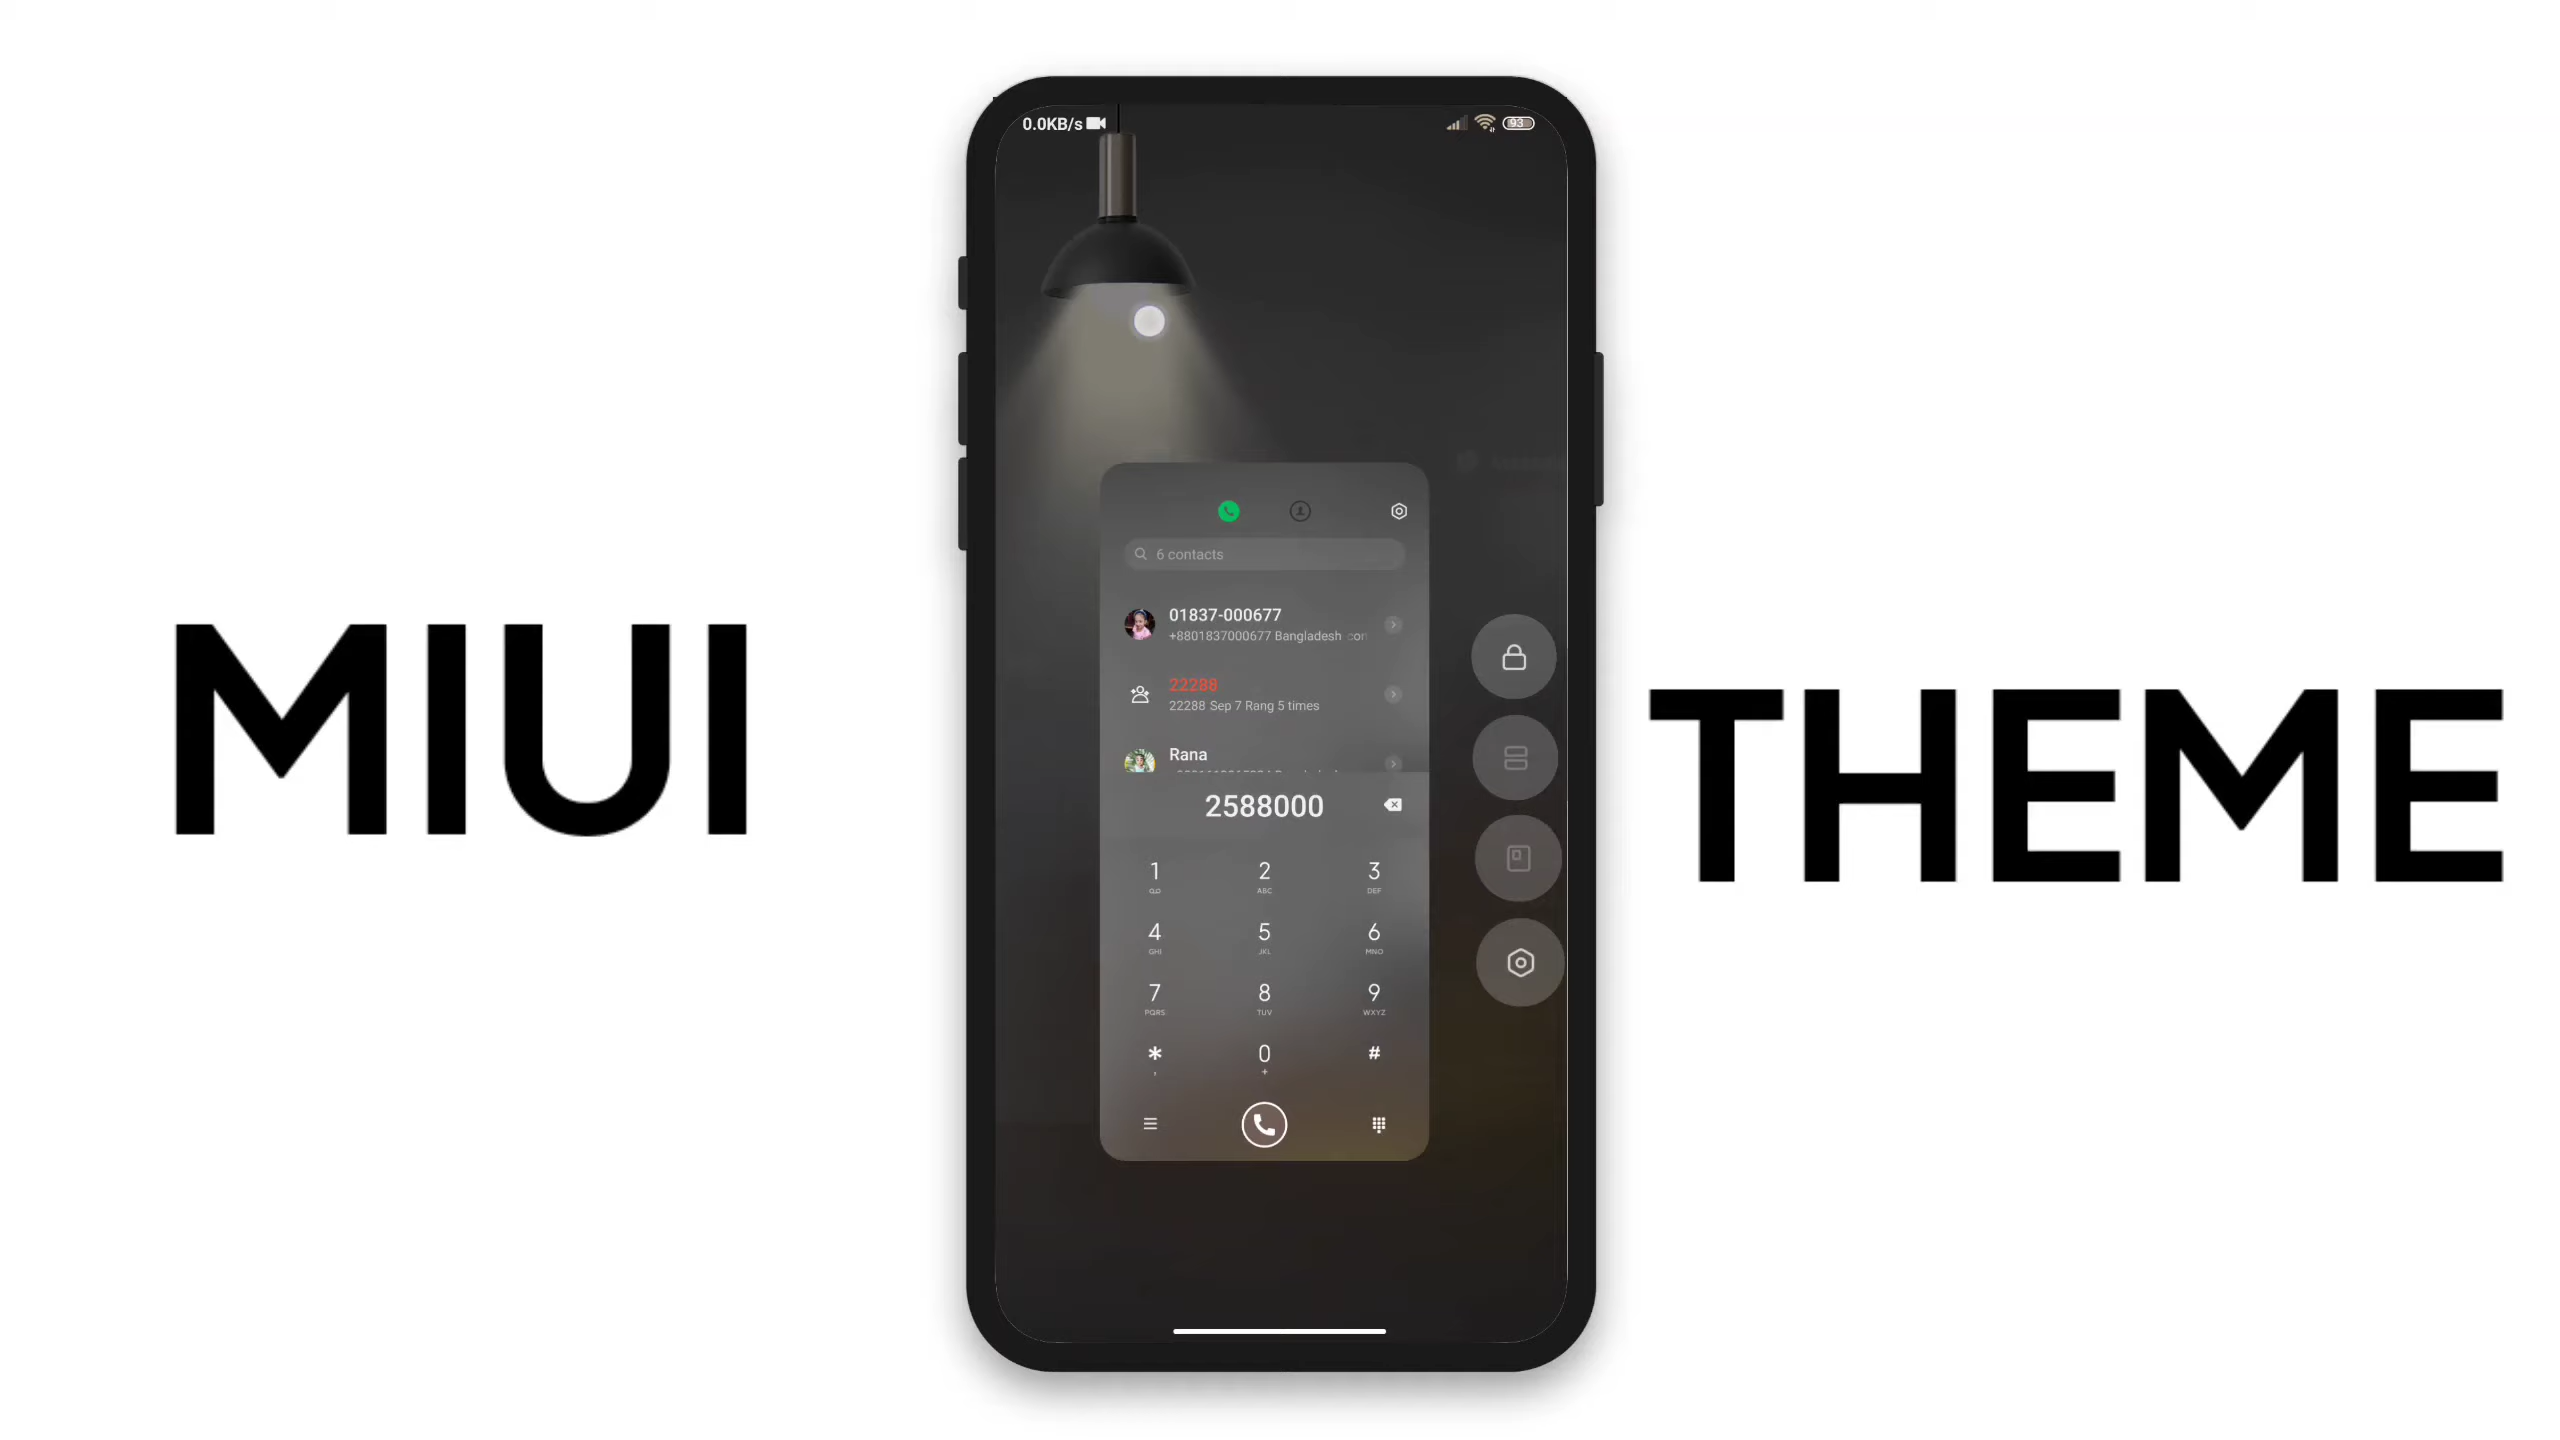 0.0KB/s
93
6 contacts
01837-000677
+8801837000677 Bangladesh
22288
22288 Sep 7 Rang 5 times
Rana
2588000
1 2 3
ABC DEF
4 5 6
GHI JKL MNO
7 8 9
PQRS TUV WXYZ
* 0 #
, +
MIUI
THEME